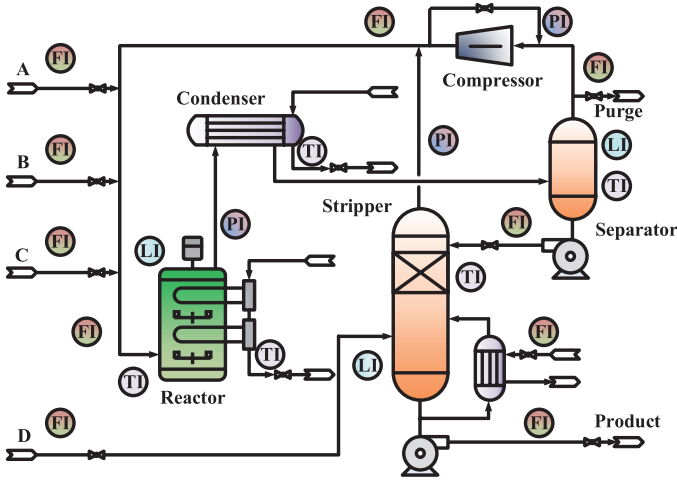 FI
PI
A
FI
FI
Compressor
Condenser
Purge
B
FI
TI
PI
LI
TI
Stripper
C
FI
LI
PI
FI
Separator
TI
FI
TI
TI
FI
LI
Reactor
D
FI
FI
Product